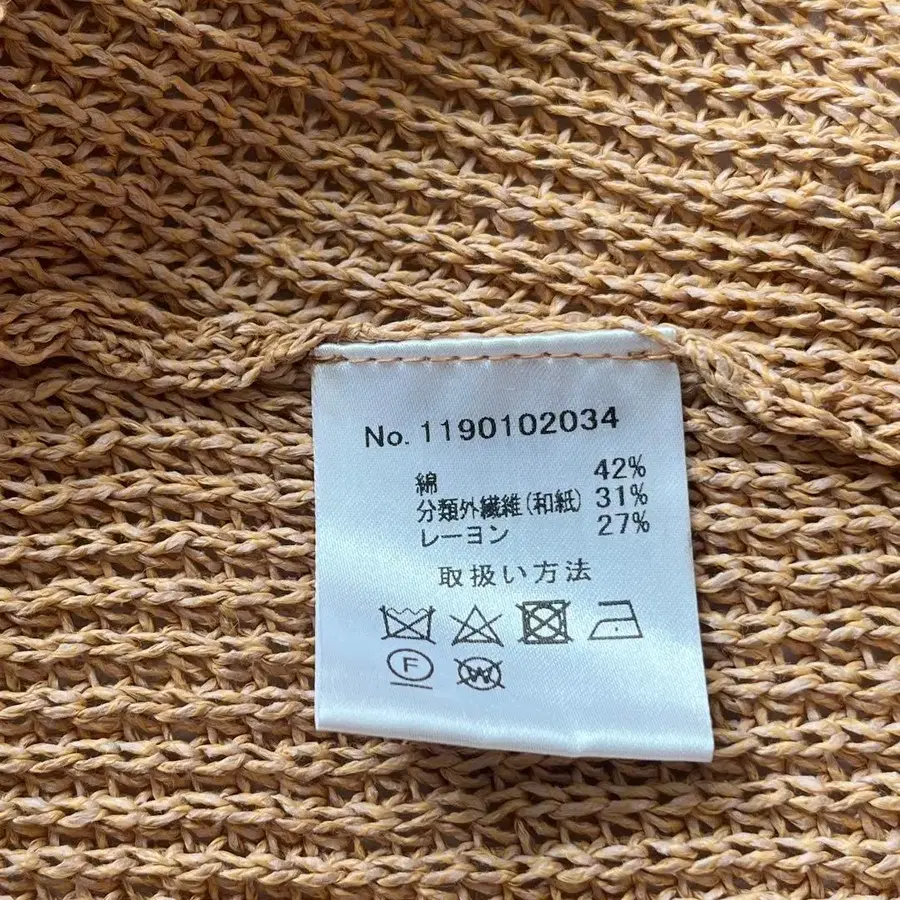 No. 1190102034
綿 42%
分類外繊維(和紙) 31%
レーヨン 27%
取扱い方法
F
W